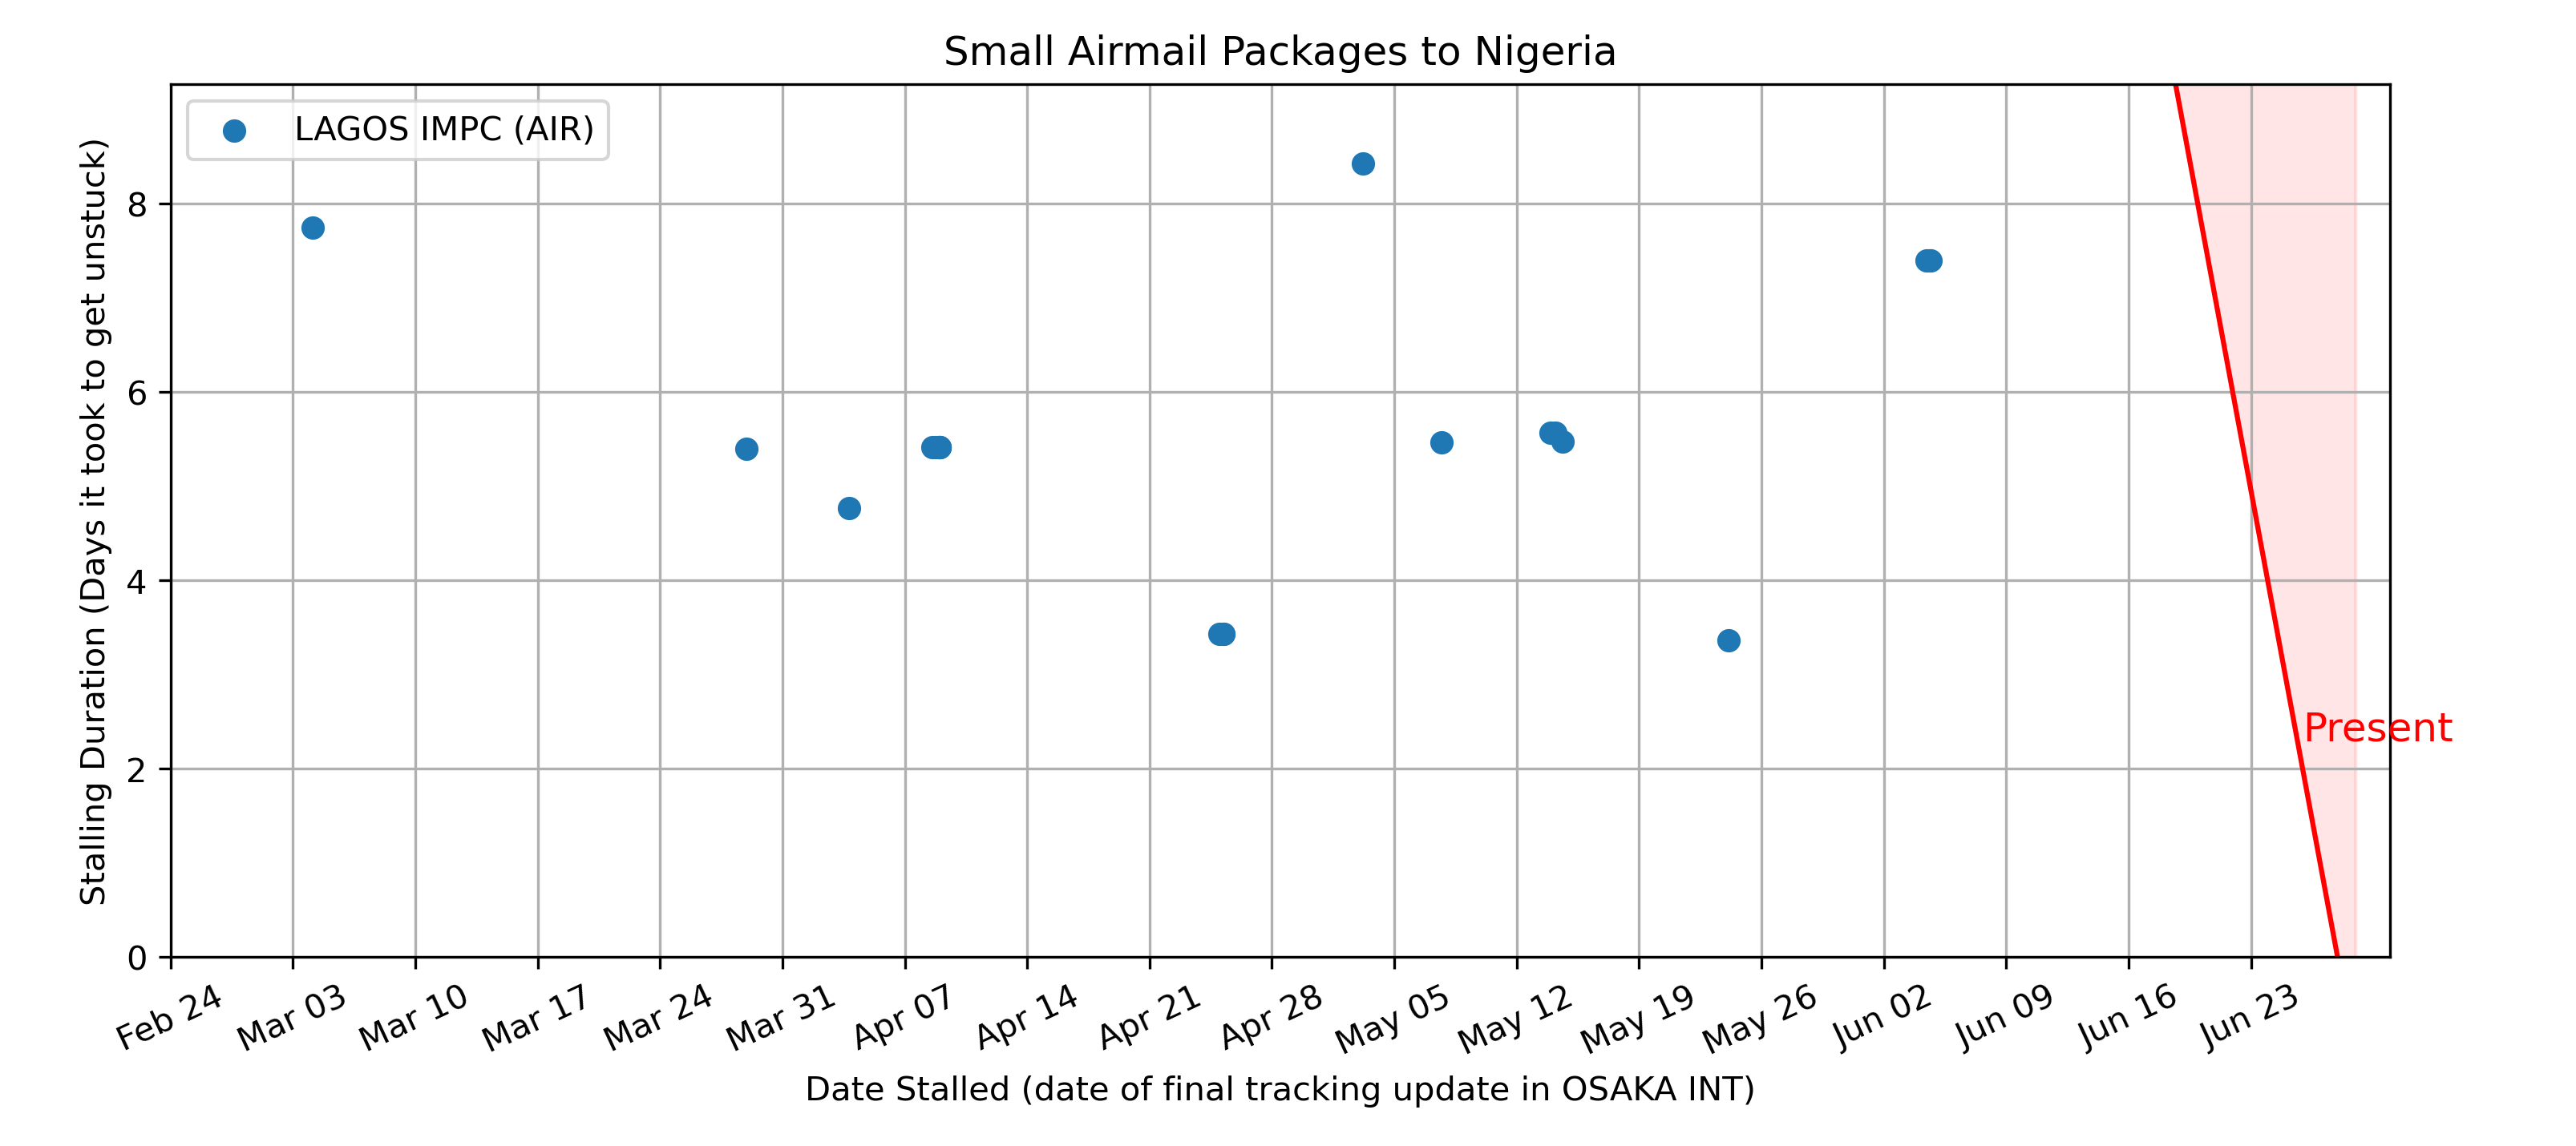 Small Airmail Packages to Nigeria
LAGOS IMPC (AIR)
Stalling Duration (Days it took to get unstuck)
8
6
4
2
0
Present
Feb 24
Mar 03
Mar 10
Mar 17
Mar 24
Mar 31
Apr 07
Apr 14
Apr 21
Apr 28
May 05
May 12
May 19
May 26
Jun 02
Jun 09
Jun 16
Jun 23
Date Stalled (date of final tracking update in OSAKA INT)